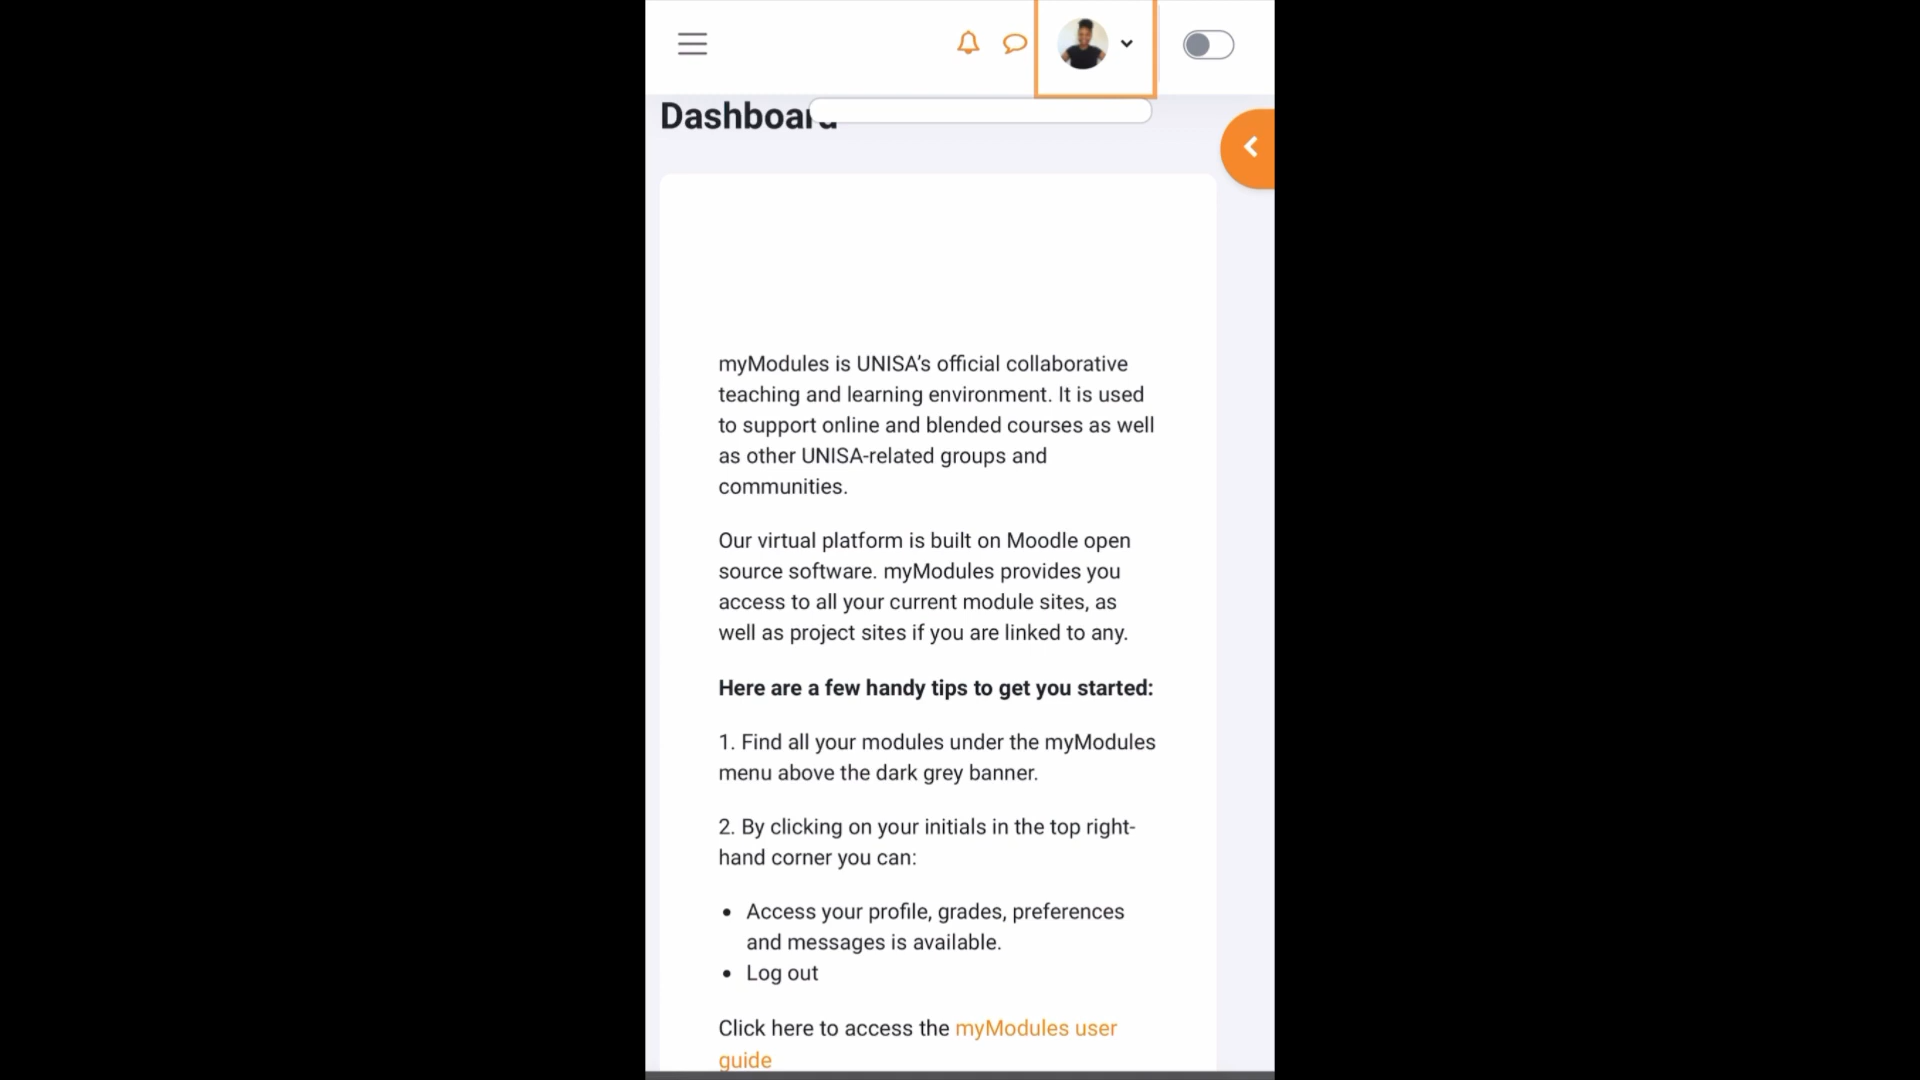 Dashboard
myModules is UNISA’s official collaborative
teaching and learning environment. It is used
to support online and blended courses as well
as other UNISA-related groups and
communities.
Our virtual platform is built on Moodle open
source software. myModules provides you
access to all your current module sites, as
well as project sites if you are linked to any.
Here are a few handy tips to get you started:
1. Find all your modules under the myModules
menu above the dark grey banner.
2. By clicking on your initials in the top right-
hand corner you can:
• Access your profile, grades, preferences
and messages is available.
• Log out
Click here to access the myModules user
guide